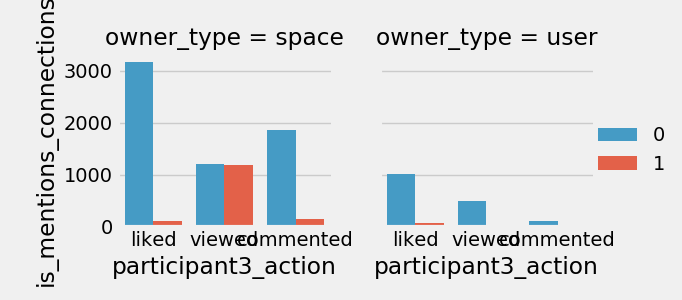 owner_type = space
owner_type = user
is_mentions_connections
3000
2000
1000
0
liked
viewed
commented
liked
viewed
commented
participant3_action
participant3_action
0
1